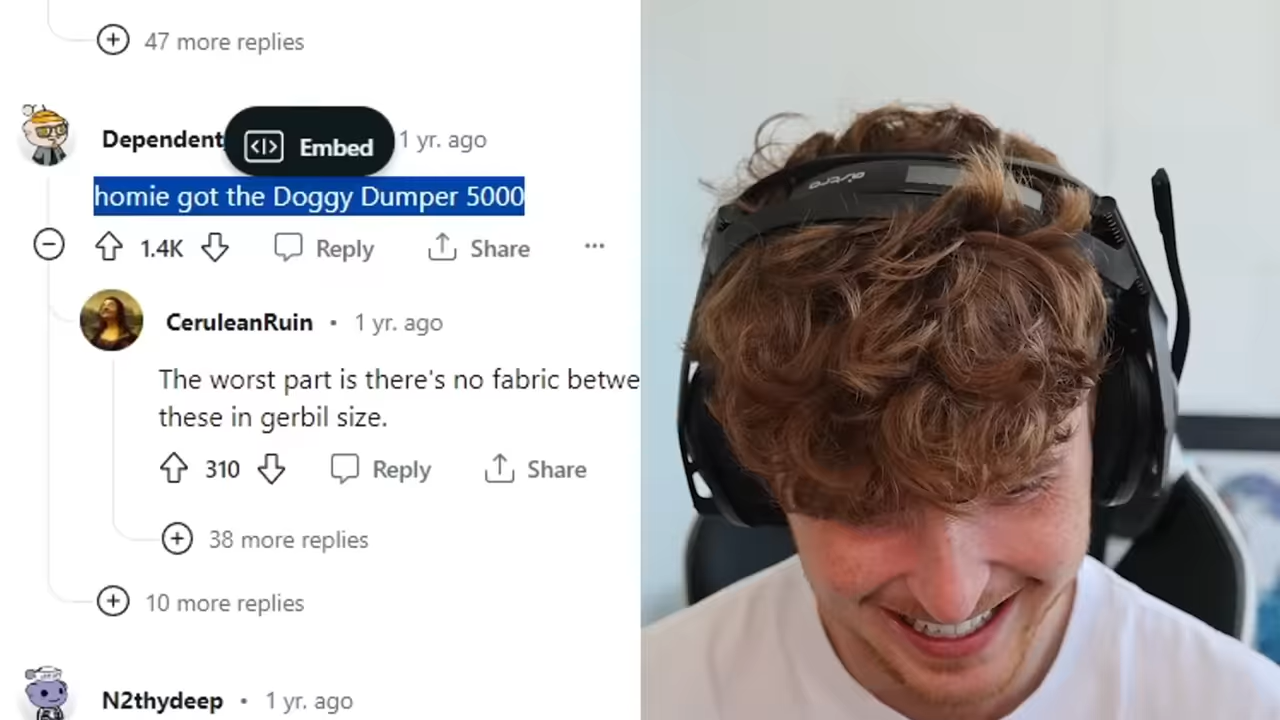 47 more replies
Dependent
Embed
1 yr. ago
homie got the Doggy Dumper 5000
1.4K Reply Share
CeruleanRuin • 1 yr. ago
The worst part is there's no fabric betwe
these in gerbil size.
310 Reply Share
38 more replies
10 more replies
N2thydeep • 1 yr. ago
astro